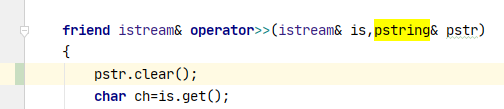 friend istream& operator>>(istream& is,pstring& pstr)
{
pstr.clear();
char ch=is.get();